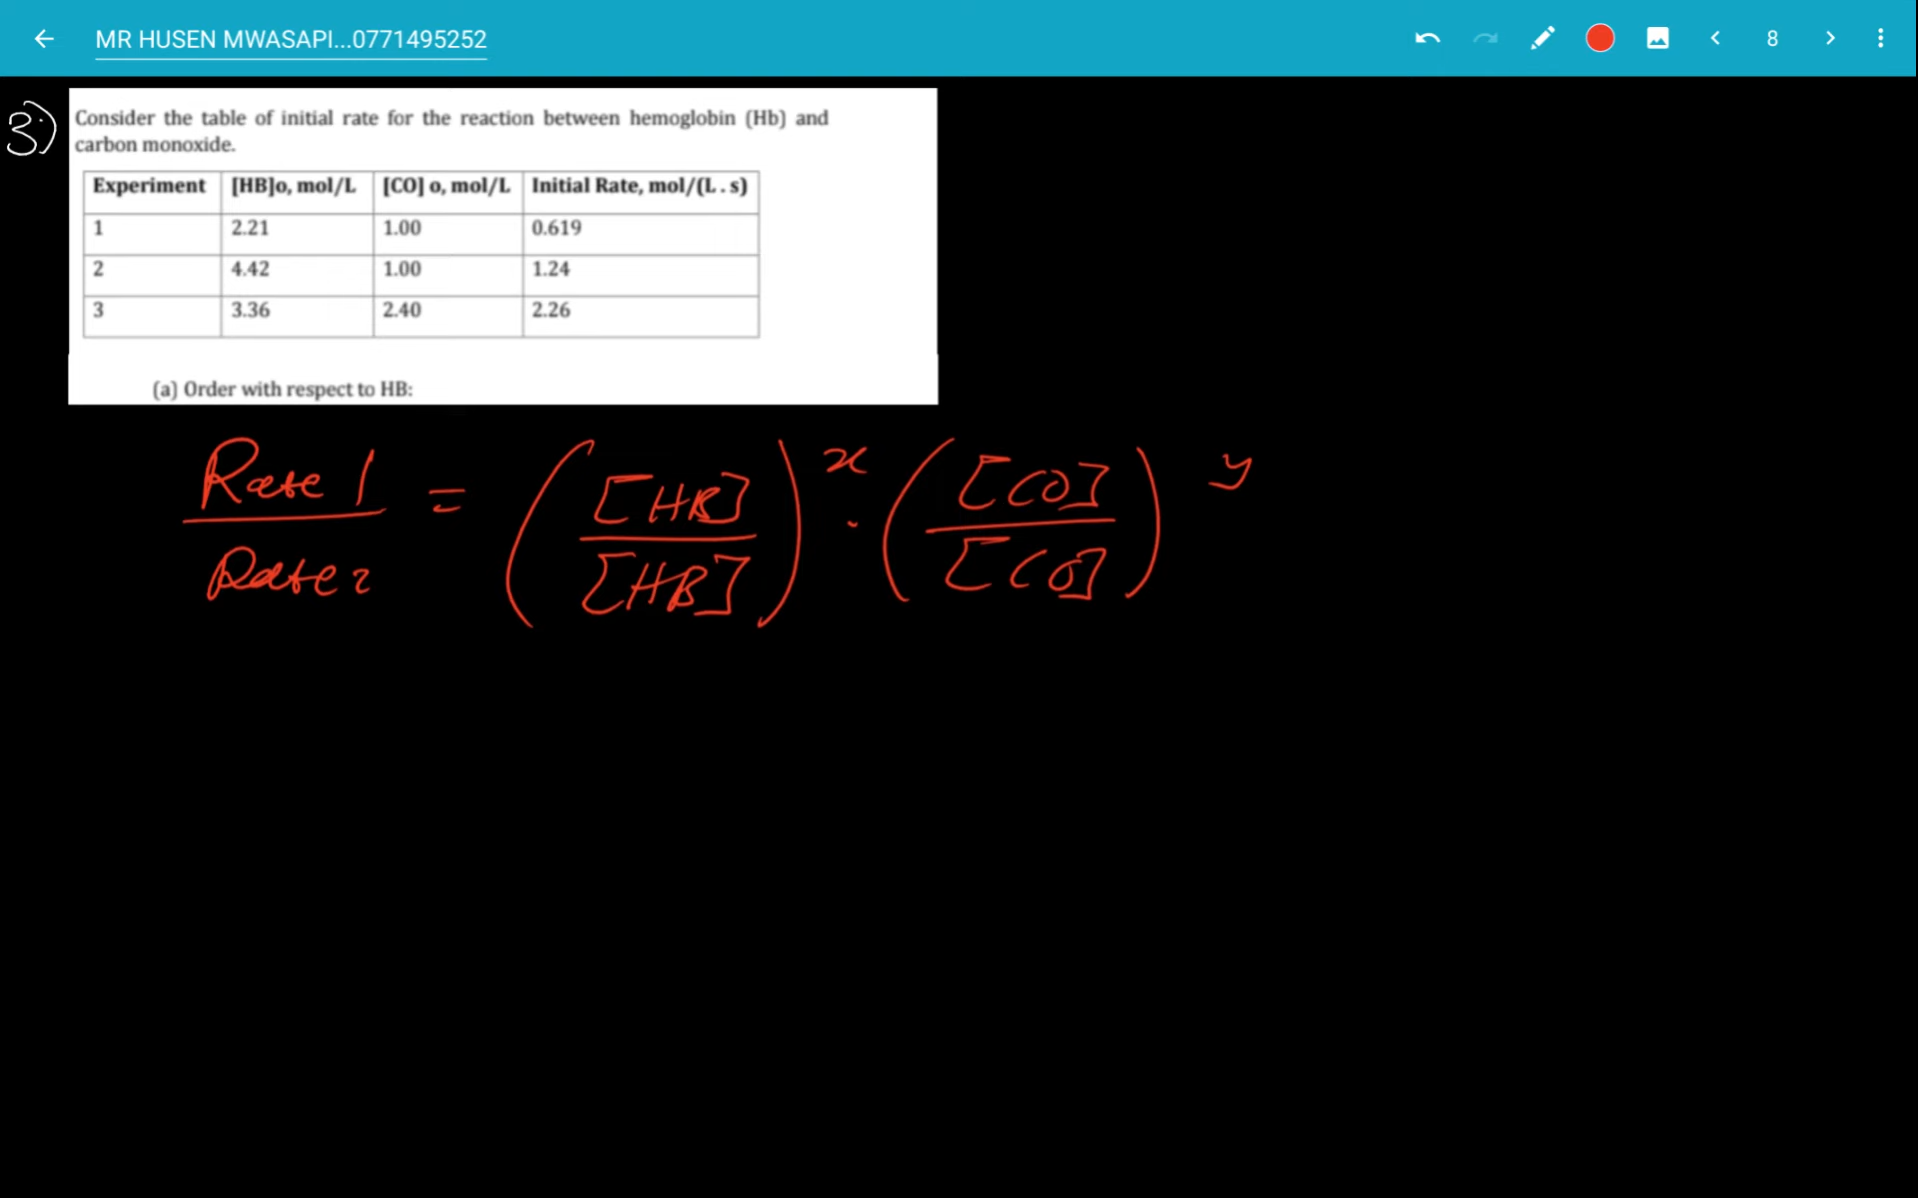 MR HUSEN MWASAPI...0771495252
8
3)
Consider the table of initial rate for the reaction between hemoglobin (Hb) and
carbon monoxide.
Experiment [HB]o, mol/L [CO] o, mol/L Initial Rate, mol/(L . s)
1 2.21 1.00 0.619
2 4.42 1.00 1.24
3 3.36 2.40 2.26
(a) Order with respect to HB:
Rate 1 / Rate 2 = ([HB] / [HB])^x . ([CO] / [CO])^y